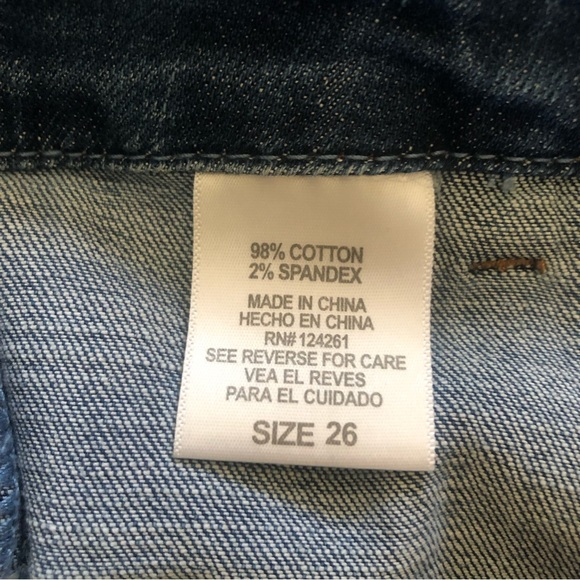 98% COTTON
2% SPANDEX
MADE IN CHINA
HECHO EN CHINA
RN# 124261
SEE REVERSE FOR CARE
VEA EL REVES
PARA EL CUIDADO
SIZE 26